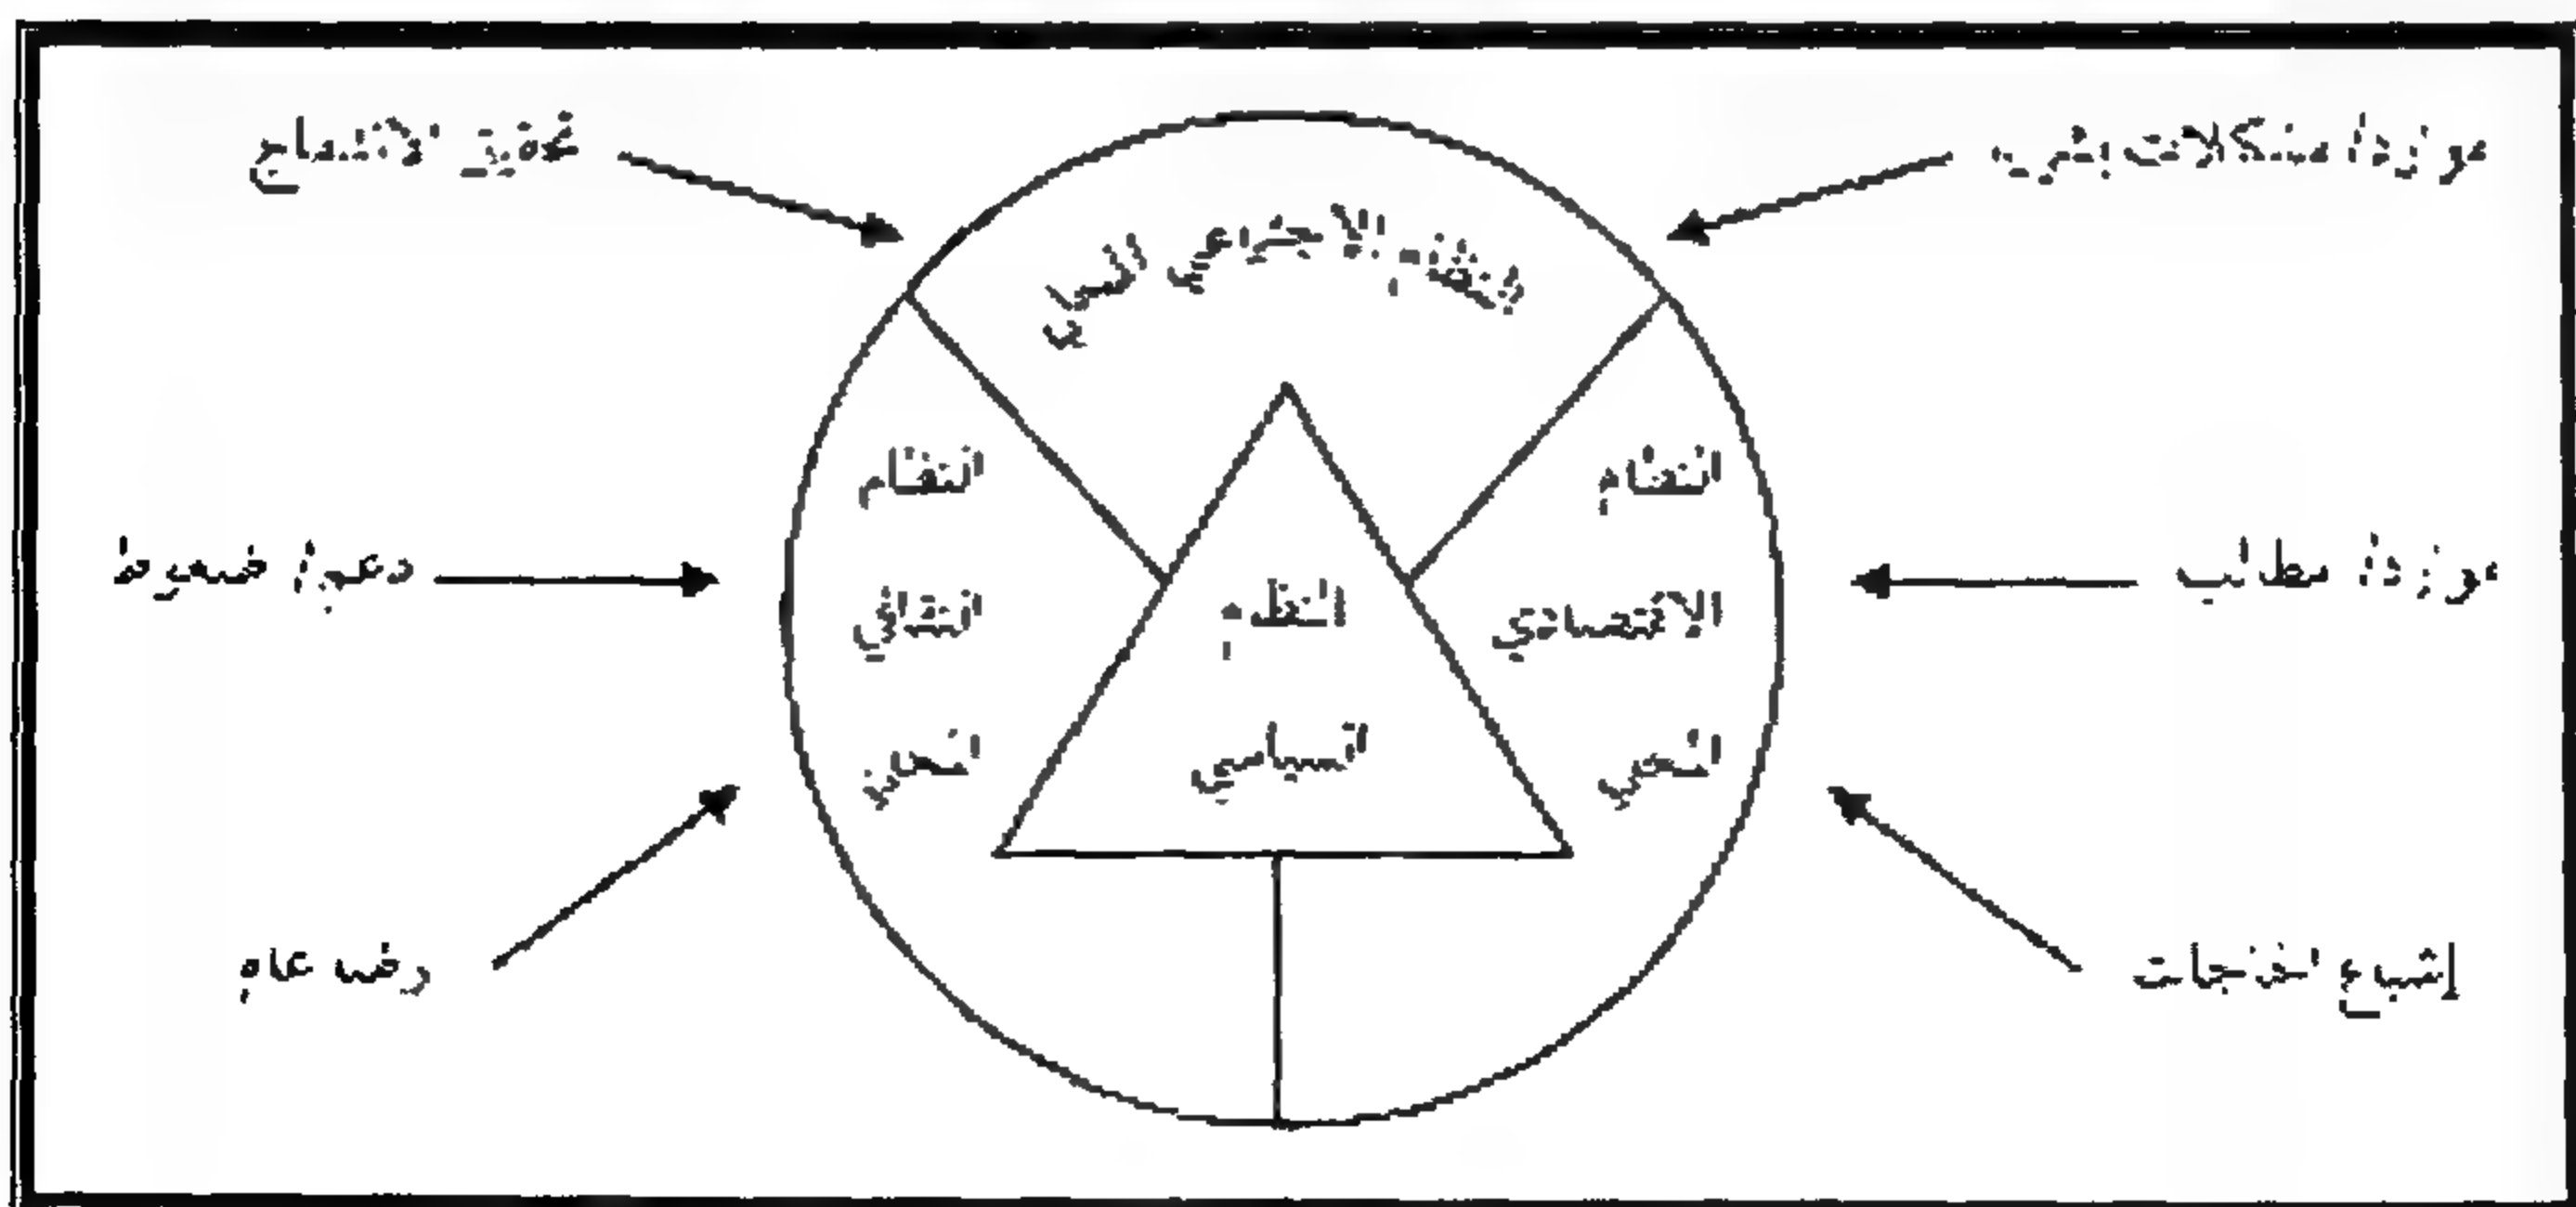 موارد/ مشكلات بشرية
تحقيق الاندماج
النظام الاجتماعي المحلي
النظام
الاقتصادي
المحلي
النظام
الثقافي
المحلي
النظام
السياسي
موارد/ مطالب
دعم/ ضغوط
إشباع الحاجات
رضا عام